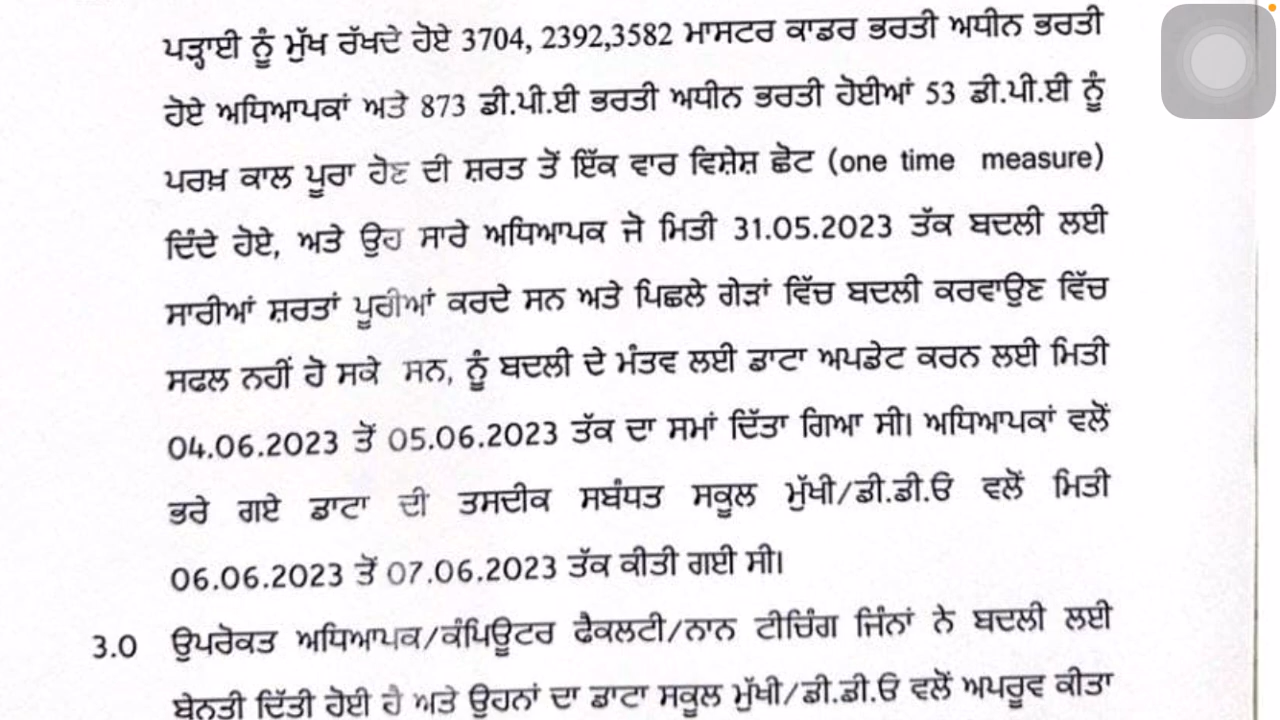 ਪੜ੍ਹਾਈ ਨੂੰ ਮੁੱਖ ਰੱਖਦੇ ਹੋਏ 3704, 2392,3582 ਮਾਸਟਰ ਕਾਡਰ ਭਰਤੀ ਅਧੀਨ ਭਰਤੀ
ਹੋਏ ਅਧਿਆਪਕਾਂ ਅਤੇ 873 ਡੀ.ਪੀ.ਈ ਭਰਤੀ ਅਧੀਨ ਭਰਤੀ ਹੋਈਆਂ 53 ਡੀ.ਪੀ.ਈ ਨੂੰ
ਪਰਖ਼ ਕਾਲ ਪੂਰਾ ਹੋਣ ਦੀ ਸ਼ਰਤ ਤੋਂ ਇੱਕ ਵਾਰ ਵਿਸ਼ੇਸ਼ ਛੋਟ (one time measure)
ਦਿੰਦੇ ਹੋਏ, ਅਤੇ ਉਹ ਸਾਰੇ ਅਧਿਆਪਕ ਜੋ ਮਿਤੀ 31.05.2023 ਤੱਕ ਬਦਲੀ ਲਈ
ਸਾਰੀਆਂ ਸ਼ਰਤਾਂ ਪੂਰੀਆਂ ਕਰਦੇ ਸਨ ਅਤੇ ਪਿਛਲੇ ਗੇੜਾਂ ਵਿੱਚ ਬਦਲੀ ਕਰਵਾਉਣ ਵਿੱਚ
ਸਫਲ ਨਹੀਂ ਹੋ ਸਕੇ ਸਨ, ਨੂੰ ਬਦਲੀ ਦੇ ਮੰਤਵ ਲਈ ਡਾਟਾ ਅਪਡੇਟ ਕਰਨ ਲਈ ਮਿਤੀ
04.06.2023 ਤੋਂ 05.06.2023 ਤੱਕ ਦਾ ਸਮਾਂ ਦਿੱਤਾ ਗਿਆ ਸੀ। ਅਧਿਆਪਕਾਂ ਵਲੋਂ
ਭਰੇ ਗਏ ਡਾਟਾ ਦੀ ਤਸਦੀਕ ਸਬੰਧਤ ਸਕੂਲ ਮੁੱਖੀ/ਡੀ.ਡੀ.ਓ ਵਲੋਂ ਮਿਤੀ
06.06.2023 ਤੋਂ 07.06.2023 ਤੱਕ ਕੀਤੀ ਗਈ ਸੀ।
3.0 ਉਪਰੋਕਤ ਅਧਿਆਪਕ/ਕੰਪਿਊਟਰ ਫੈਕਲਟੀ/ਨਾਨ ਟੀਚਿੰਗ ਜਿੰਨਾਂ ਨੇ ਬਦਲੀ ਲਈ
ਬੇਨਤੀ ਦਿੱਤੀ ਹੋਈ ਹੈ ਅਤੇ ਉਹਨਾਂ ਦਾ ਡਾਟਾ ਸਕੂਲ ਮੁੱਖੀ/ਡੀ.ਡੀ.ਓ ਵਲੋਂ ਅਪਰੂਵ ਕੀਤਾ